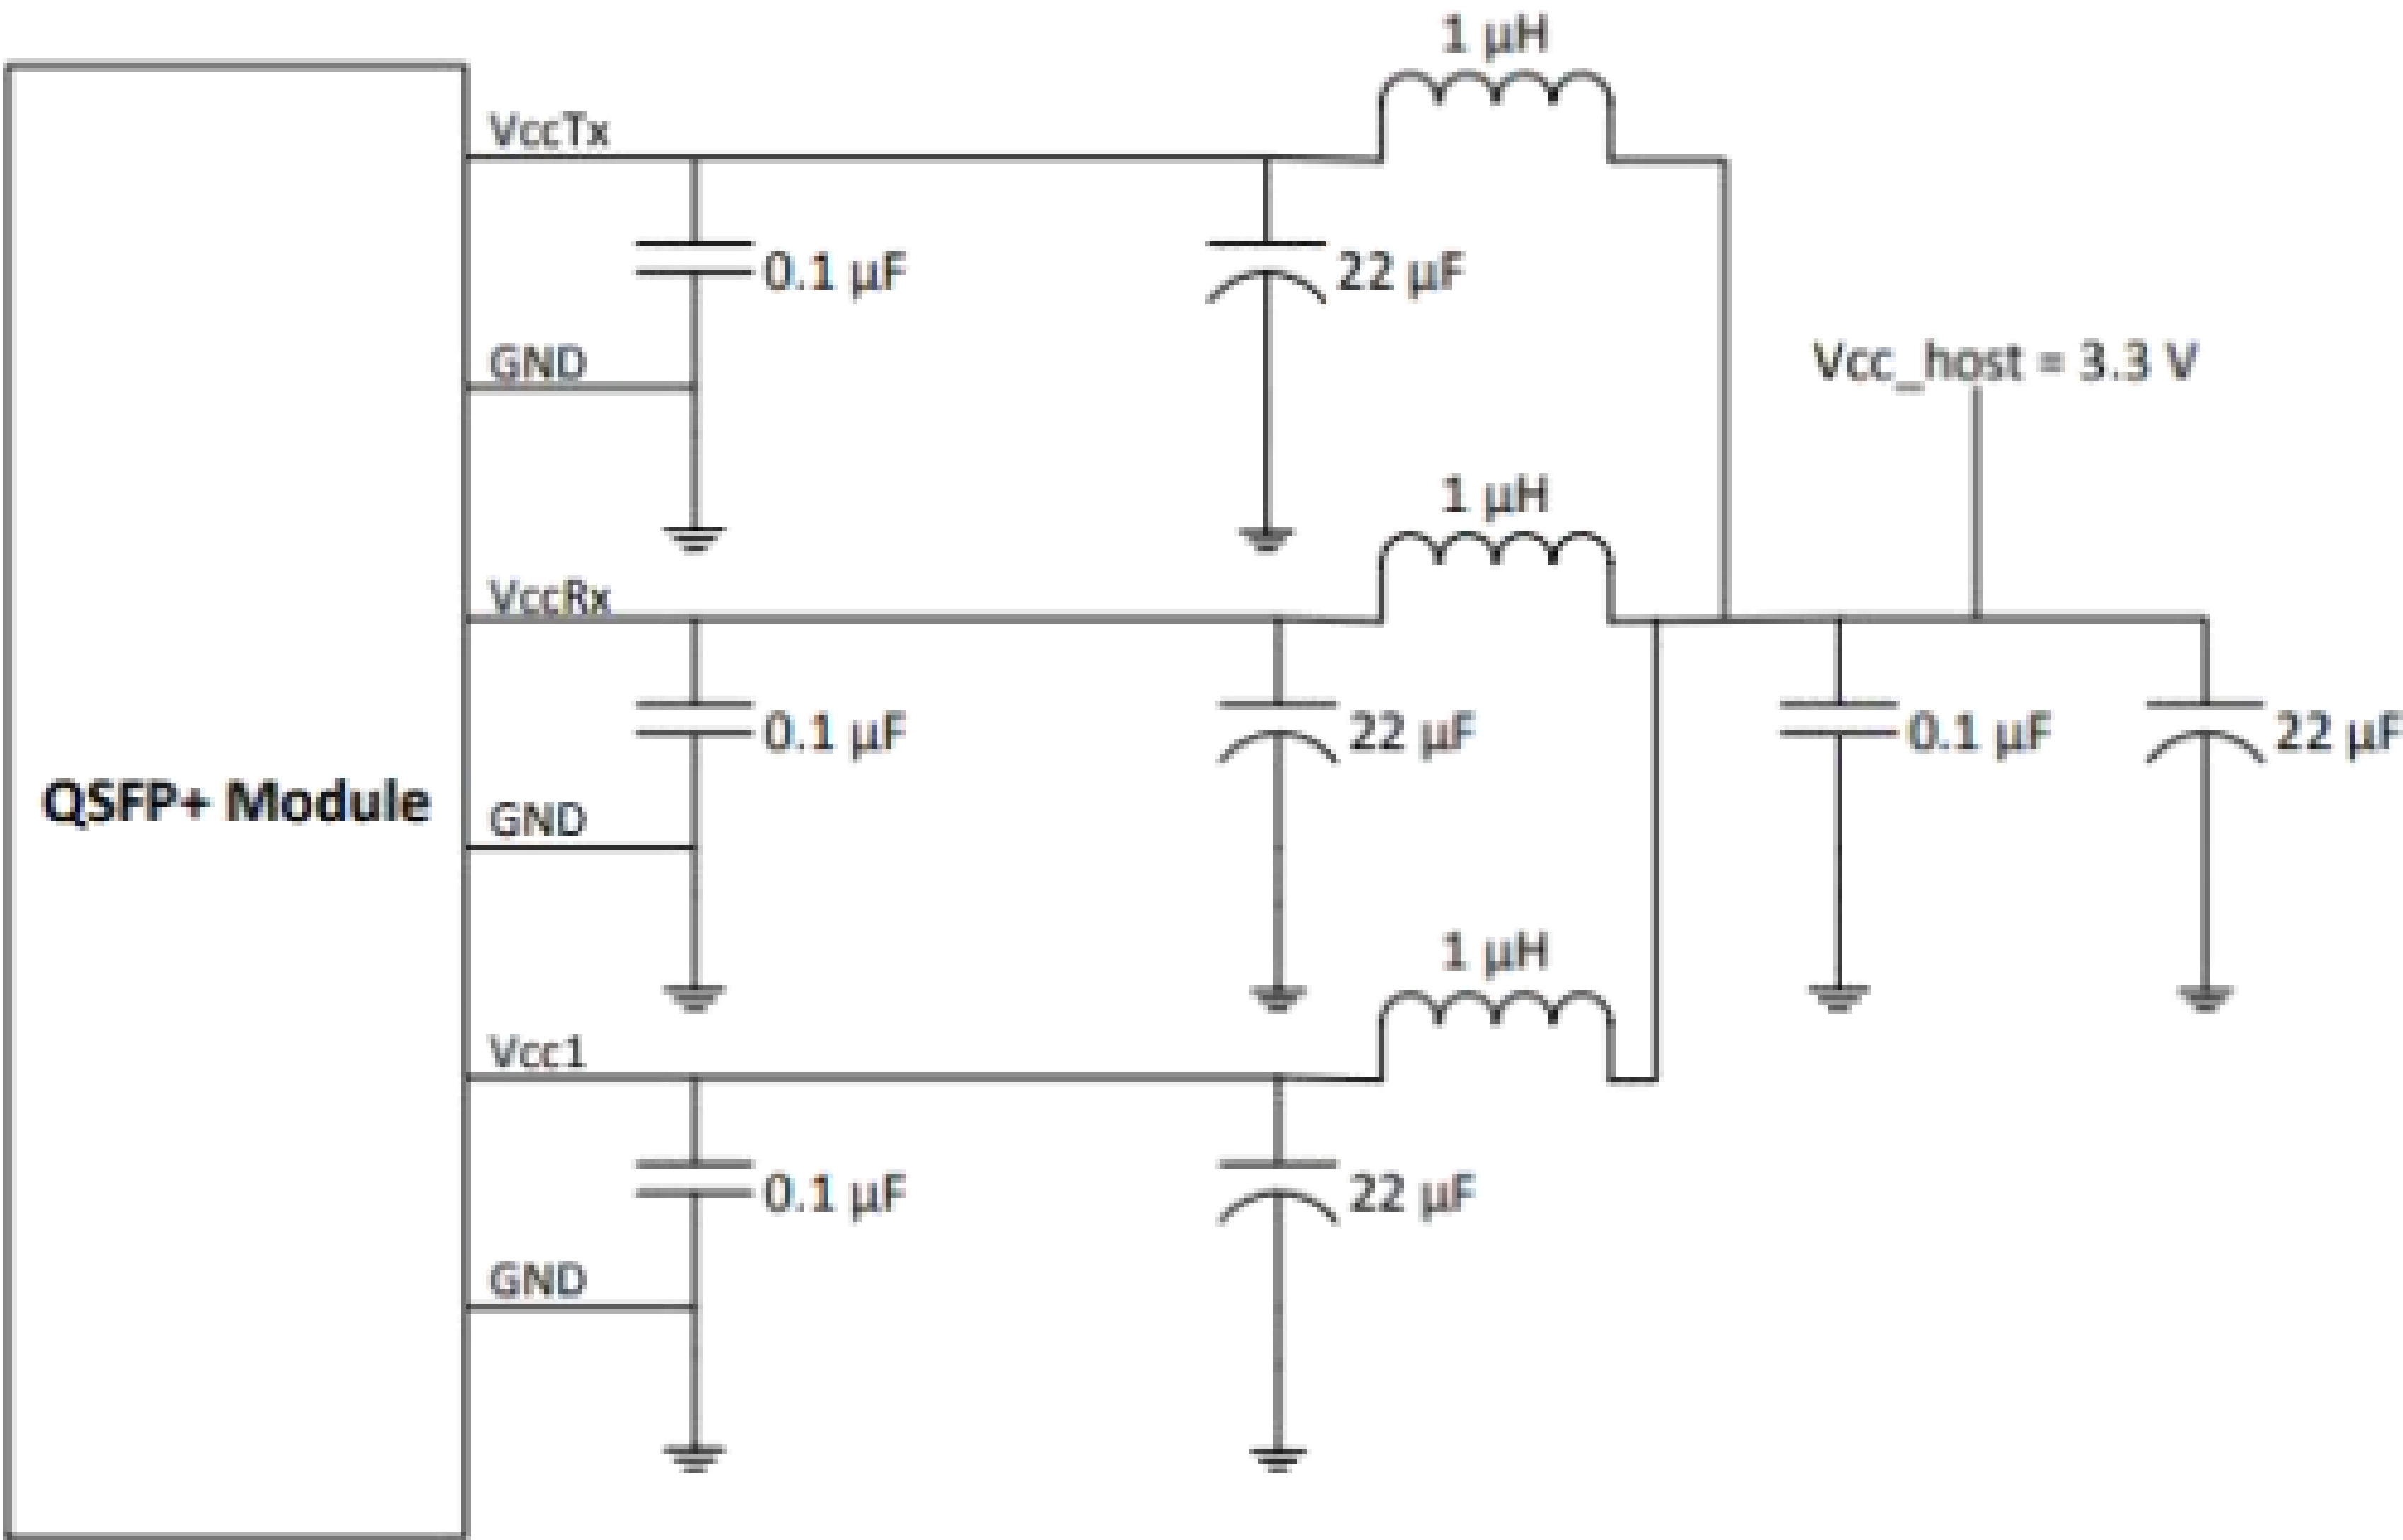 1 µH
VccTx
0.1 µF
22 µF
GND
Vcc_host = 3.3 V
1 µH
VccRx
0.1 µF
22 µF
0.1 µF
22 µF
QSFP+ Module
GND
1 µH
Vcc1
0.1 µF
22 µF
GND